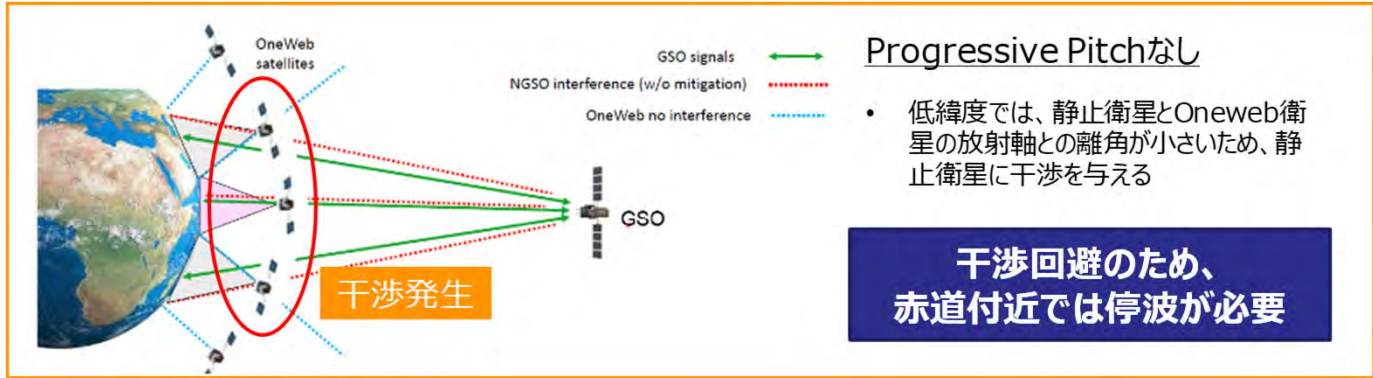 OneWeb
satellites
GSO signals
NGSO interference (w/o mitigation)
OneWeb no interference
GSO
干渉発生
Progressive Pitchなし
• 低緯度では、静止衛星とOneweb衛
星の放射軸との離角が小さいため、静
止衛星に干渉を与える
干渉回避のため、
赤道付近では停波が必要